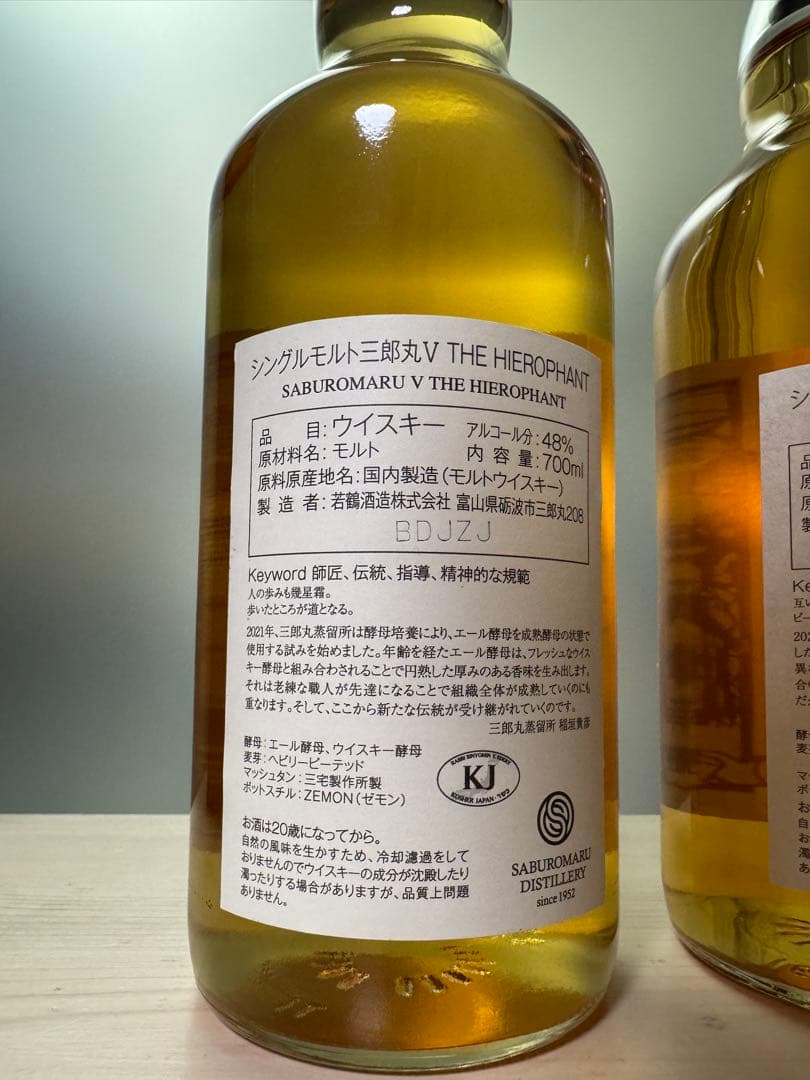 シングルモルト三郎丸V THE HIEROPHANT
SABUROMARU V THE HIEROPHANT
品 目:ウイスキー アルコール分:48%
原材料名:モルト 内容量:700ml
原料原産地名:国内製造(モルトウイスキー)
製造者:若鶴酒造株式会社 富山県砺波市三郎丸208
BDJZJ
Keyword 師匠、伝統、指導、精神的な規範
人の歩みも幾星霜。
歩いたところが道となる。
2021年、三郎丸蒸留所は酵母培養により、エール酵母を成熟酵母の状態で
使用する試みを始めました。年齢を経たエール酵母は、フレッシュなウイス
キー酵母と組み合わされることで円熟した厚みのある香味を生み出します。
それは老練な職人が先達になることで組織全体が成熟していくのにも
重なります。そして、ここから新たな伝統が受け継がれていくのです。
三郎丸蒸留所 稲垣貴彦
酵母:エール酵母、ウイスキー酵母
麦芽:ヘビリーピーテッド
マッシュタン:三宅製作所製
ポットスチル:ZEMON(ゼモン)
KJ
KOSHER JAPAN
お酒は20歳になってから。
自然の風味を生かすため、冷却濾過をして
おりませんのでウイスキーの成分が沈殿したり
濁ったりする場合がありますが、品質上問題
ありません。
SABUROMARU
DISTILLERY
since 1952